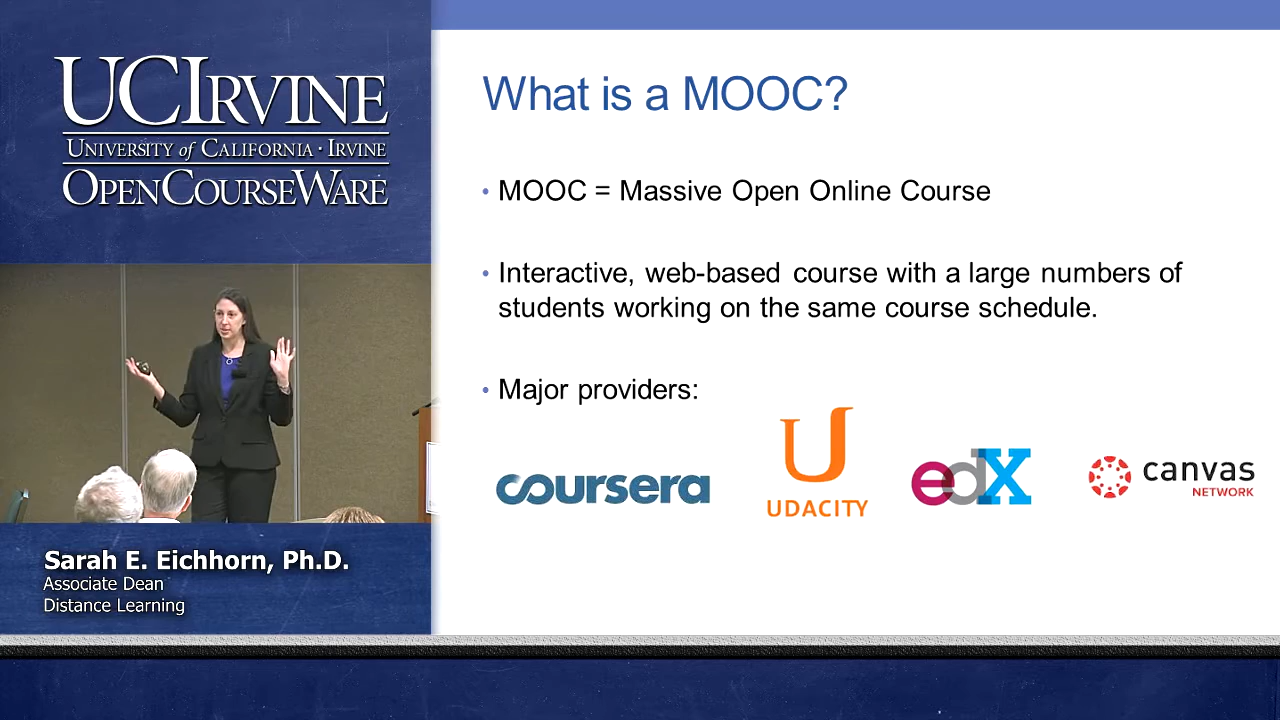 UCIRVINE
UNIVERSITY of CALIFORNIA · IRVINE
OPENCOURSEWARE
Sarah E. Eichhorn, Ph.D.
Associate Dean
Distance Learning
What is a MOOC?
• MOOC = Massive Open Online Course
• Interactive, web-based course with a large numbers of
students working on the same course schedule.
• Major providers:
coursera
U
UDACITY
edX
canvas
NETWORK